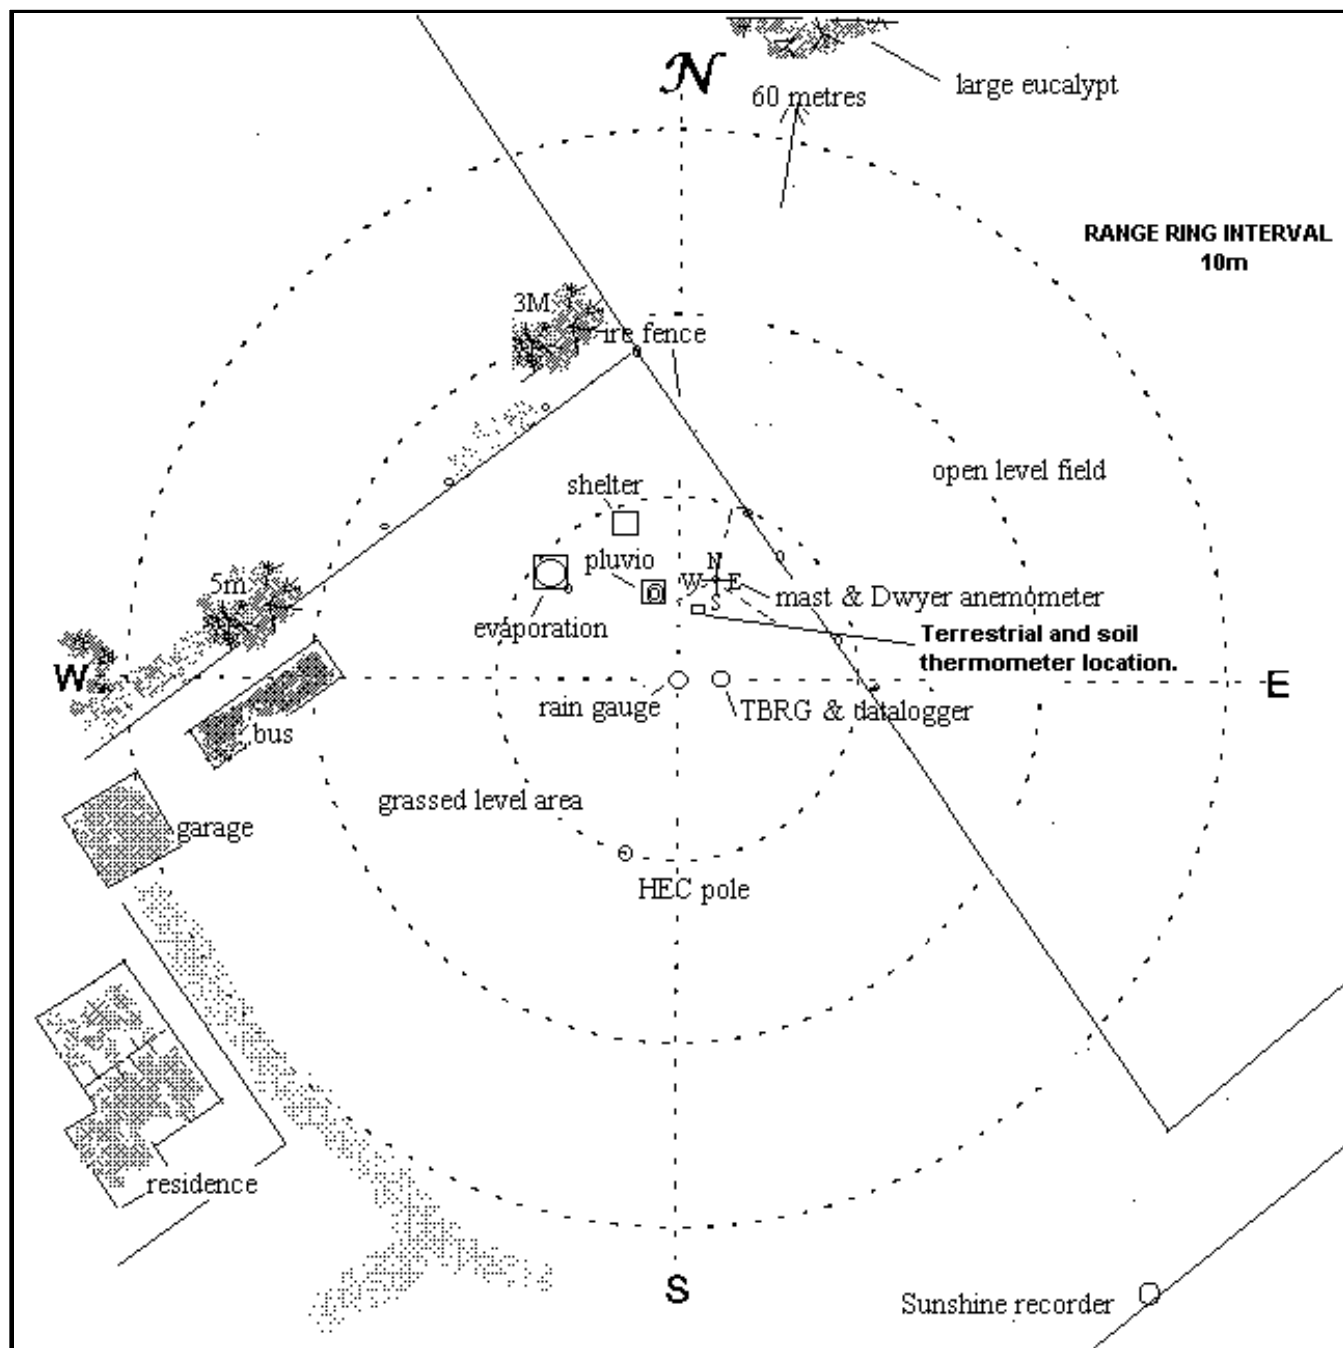 N
large eucalypt
60 metres
RANGE RING INTERVAL
10m
3M
ire fence
open level field
shelter
pluvio
N
W E
S
5m
mast & Dwyer anemometer
evaporation
Terrestrial and soil
thermometer location.
W
E
rain gauge
TBRG & datalogger
bus
grassed level area
garage
HEC pole
residence
S
Sunshine recorder